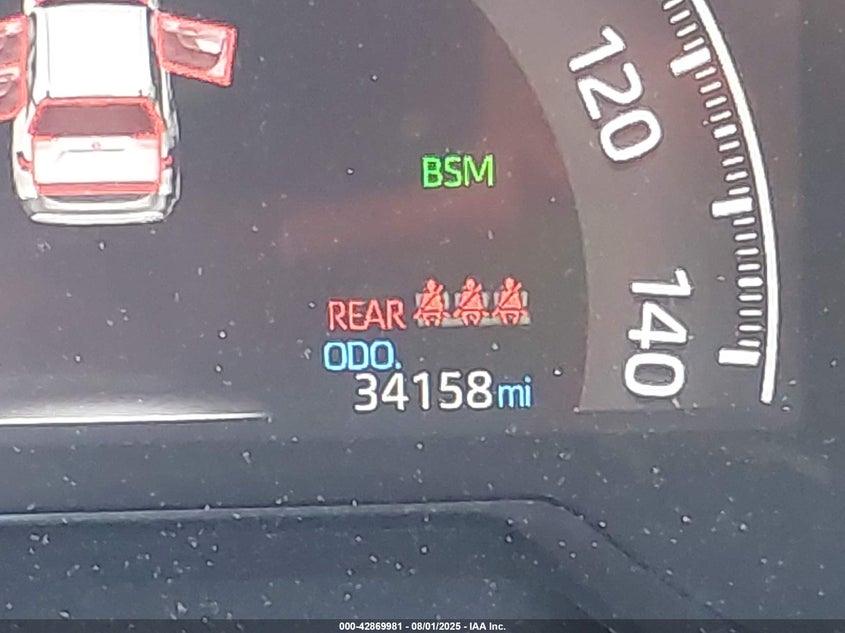 120
BSM
140
REAR
ODO.
34158mi
000-42869981 - 08/01/2025 - IAA Inc.